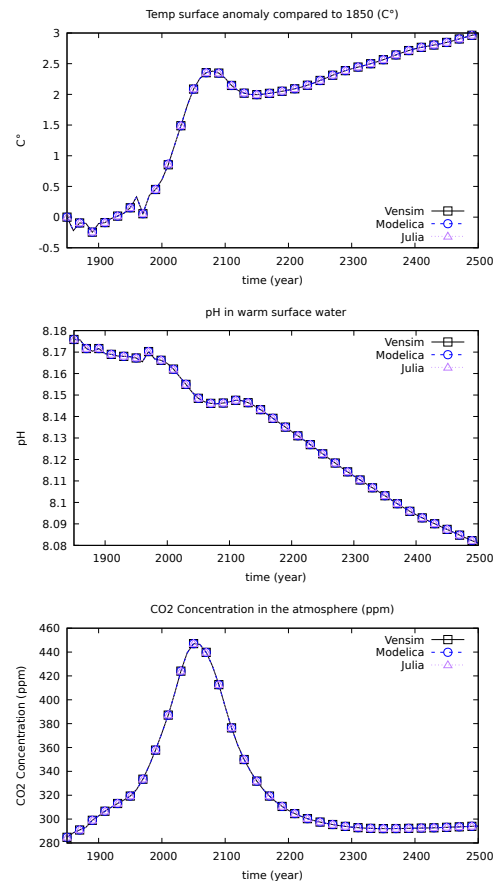 Temp surface anomaly compared to 1850 (C°)
3
2.5
2
1.5
1
0.5
0
-0.5
C°
Vensim
Modelica
Julia
1900 2000 2100 2200 2300 2400 2500
time (year)
pH in warm surface water
8.18
8.17
8.16
8.15
8.14
8.13
8.12
8.11
8.1
8.09
8.08
pH
Vensim
Modelica
Julia
1900 2000 2100 2200 2300 2400 2500
time (year)
CO2 Concentration in the atmosphere (ppm)
460
440
420
400
380
360
340
320
300
280
CO2 Concentration (ppm)
Vensim
Modelica
Julia
1900 2000 2100 2200 2300 2400 2500
time (year)